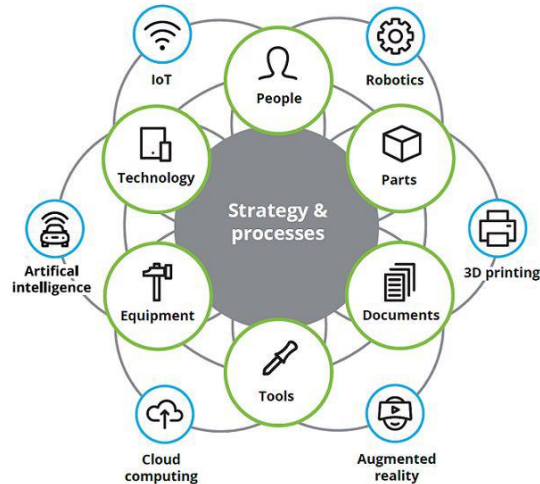 IoT
People
Robotics
Technology
Parts
Strategy &
processes
Artifical
intelligence
3D printing
Equipment
Documents
Tools
Cloud
computing
Augmented
reality